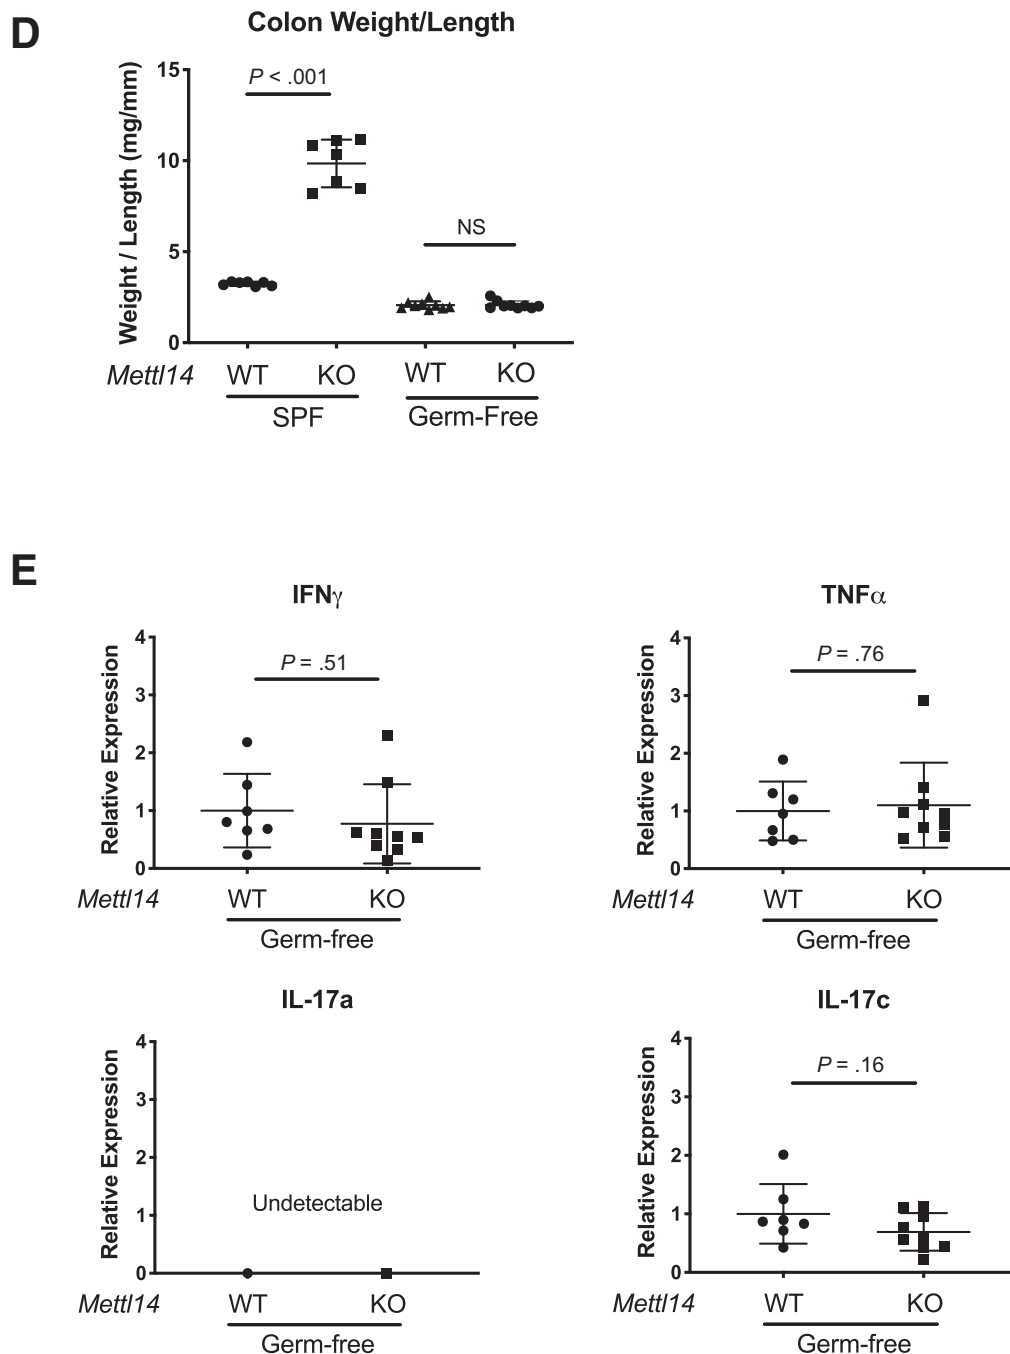 D
Colon Weight/Length
Weight / Length (mg/mm)
15
10
5
0
P < .001
NS
Mettl14 WT KO WT KO
SPF Germ-Free
E
IFNγ
Relative Expression
4
3
2
1
0
P = .51
Mettl14 WT KO
Germ-free
TNFα
Relative Expression
4
3
2
1
0
P = .76
Mettl14 WT KO
Germ-free
IL-17a
Relative Expression
4
3
2
1
0
Undetectable
Mettl14 WT KO
Germ-free
IL-17c
Relative Expression
4
3
2
1
0
P = .16
Mettl14 WT KO
Germ-free